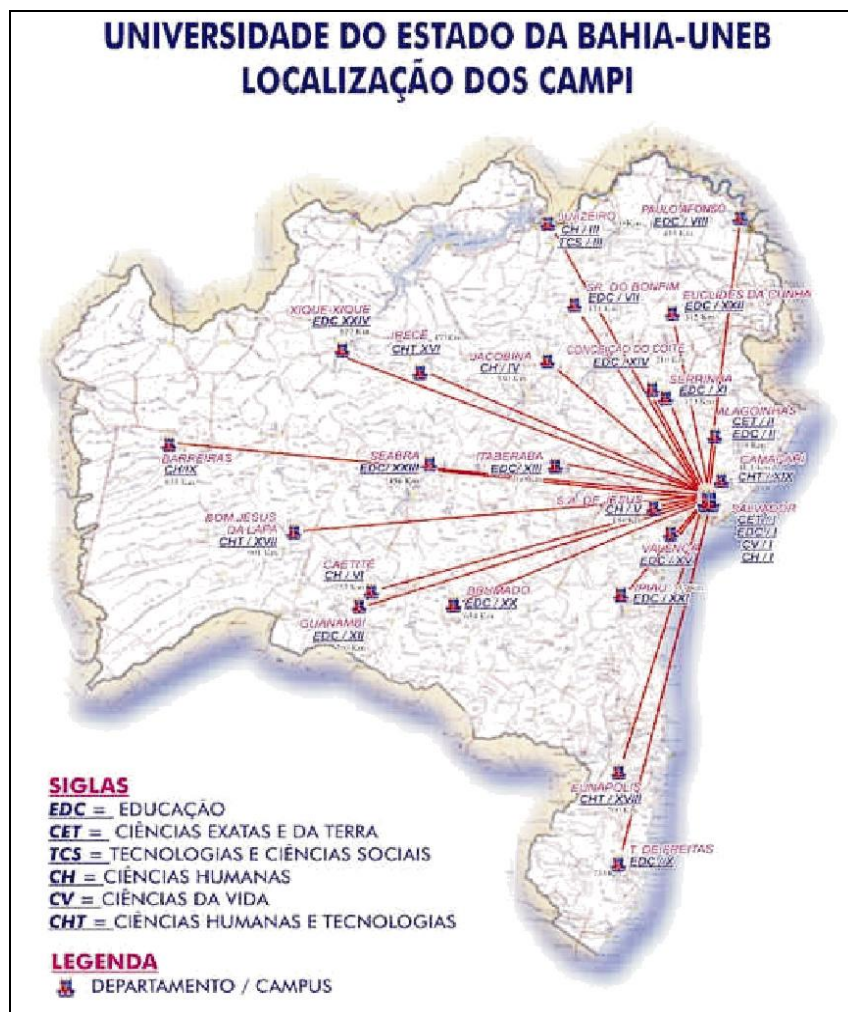 UNIVERSIDADE DO ESTADO DA BAHIA-UNEB
LOCALIZAÇÃO DOS CAMPI
JUAZEIRO
CH / III
TCS / III
PAULO AFONSO
EDC / VIII
SR. DO BONFIM
EDC / VII
EUCLIDES DA CUNHA
EDC / XXII
XIQUE-XIQUE
EDC XXIV
IRECÊ
CHT XVI
JACOBINA
CH / IV
CONCEIÇÃO DO COITÉ
EDC / XIV
SERRINHA
EDC / XI
ALAGOINHAS
CET / II
EDC / II
BARREIRAS
CH/IX
SEABRA
EDC/ XXIII
ITABERABA
EDC/ XIII
CAMAÇARI
CHT / XIX
S.A. DE JESUS
CH / V
SALVADOR
CET / I
EDC / I
CV / I
CH / I
BOM JESUS
DA LAPA
CHT / XVII
VALENÇA
EDC / XV
CAETITÉ
CH / VI
BRUMADO
EDC / XX
IPIAÚ
EDC / XXI
GUANAMBI
EDC / XII
EUNÁPOLIS
CHT / XVIII
T. DE FREITAS
EDC / X
SIGLAS
EDC = EDUCAÇÃO
CET = CIÊNCIAS EXATAS E DA TERRA
TCS = TECNOLOGIAS E CIÊNCIAS SOCIAIS
CH = CIÊNCIAS HUMANAS
CV = CIÊNCIAS DA VIDA
CHT = CIÊNCIAS HUMANAS E TECNOLOGIAS
LEGENDA
DEPARTAMENTO / CAMPUS